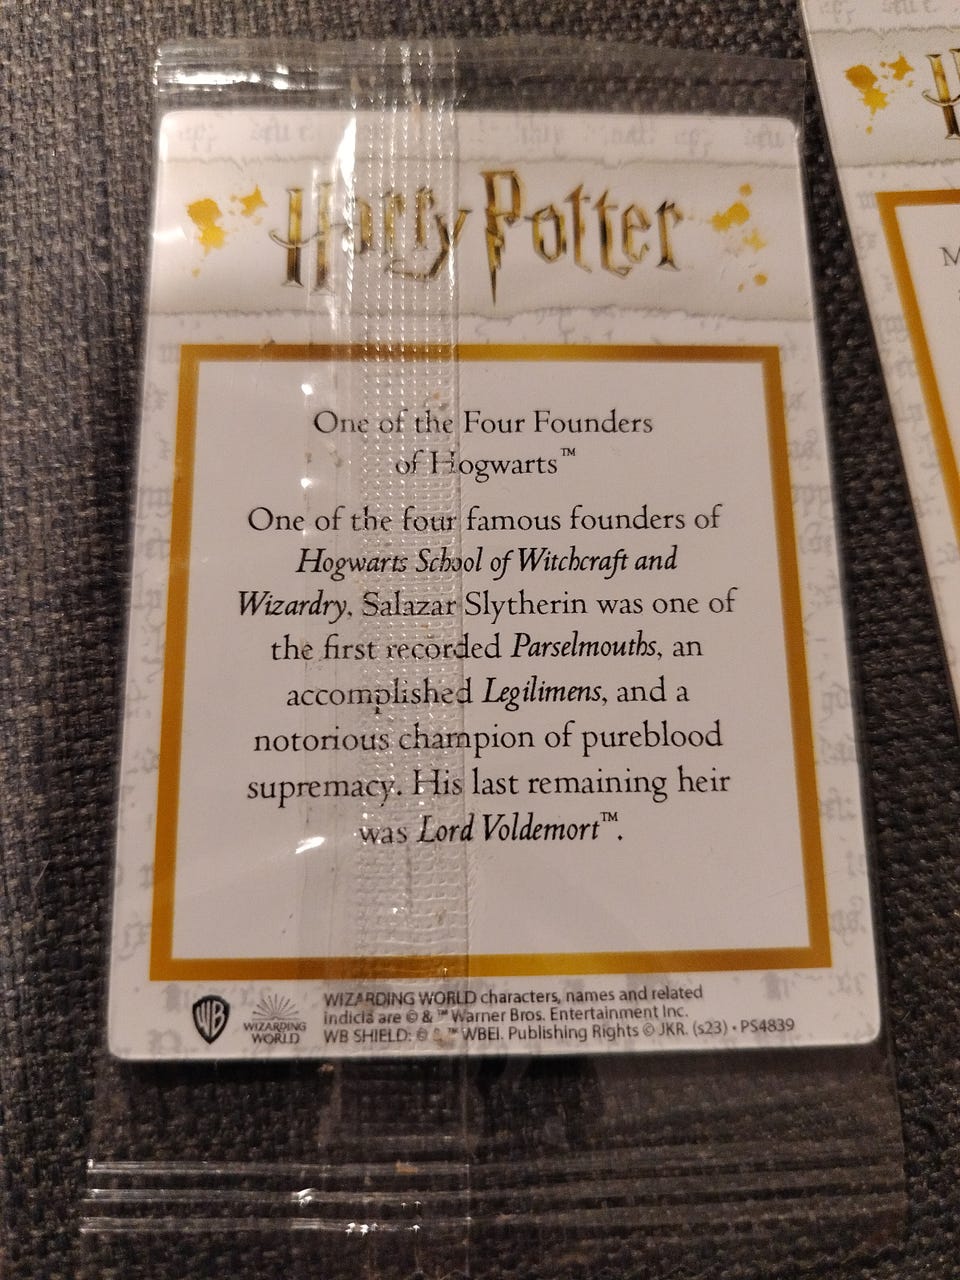 Harry Potter
One of the Four Founders
of Hogwarts™
One of the four famous founders of
Hogwarts School of Witchcraft and
Wizardry, Salazar Slytherin was one of
the first recorded Parselmouths, an
accomplished Legilimens, and a
notorious champion of pureblood
supremacy. His last remaining heir
was Lord Voldemort™.
WB
WIZARDING
WORLD
WIZARDING WORLD characters, names and related
indicia are © & ™ Warner Bros. Entertainment Inc.
WB SHIELD: © & ™ WBEI. Publishing Rights © JKR. (s23) • PS4839